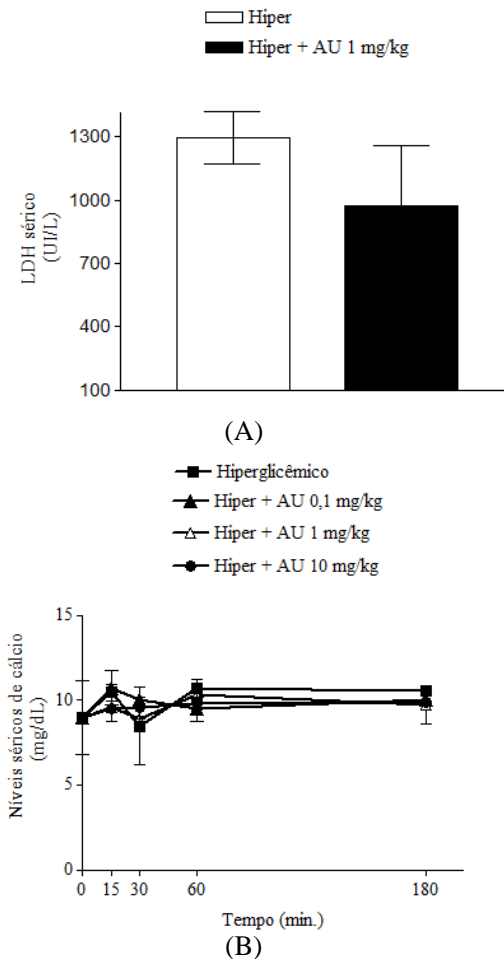 Hiper
Hiper + AU 1 mg/kg
LDH sérico
(UI/L)
1300
1000
700
400
100
(A)
Hiperglicêmico
Hiper + AU 0,1 mg/kg
Hiper + AU 1 mg/kg
Hiper + AU 10 mg/kg
Níveis séricos de cálcio
(mg/dL)
15
10
5
0
0 15 30 60 180
Tempo (min.)
(B)